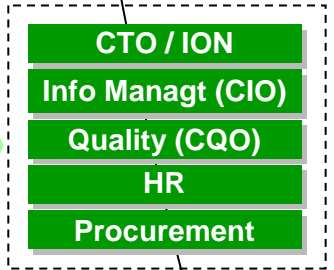 CTO / ION
Info Managt (CIO)
Quality (CQO)
HR
Procurement